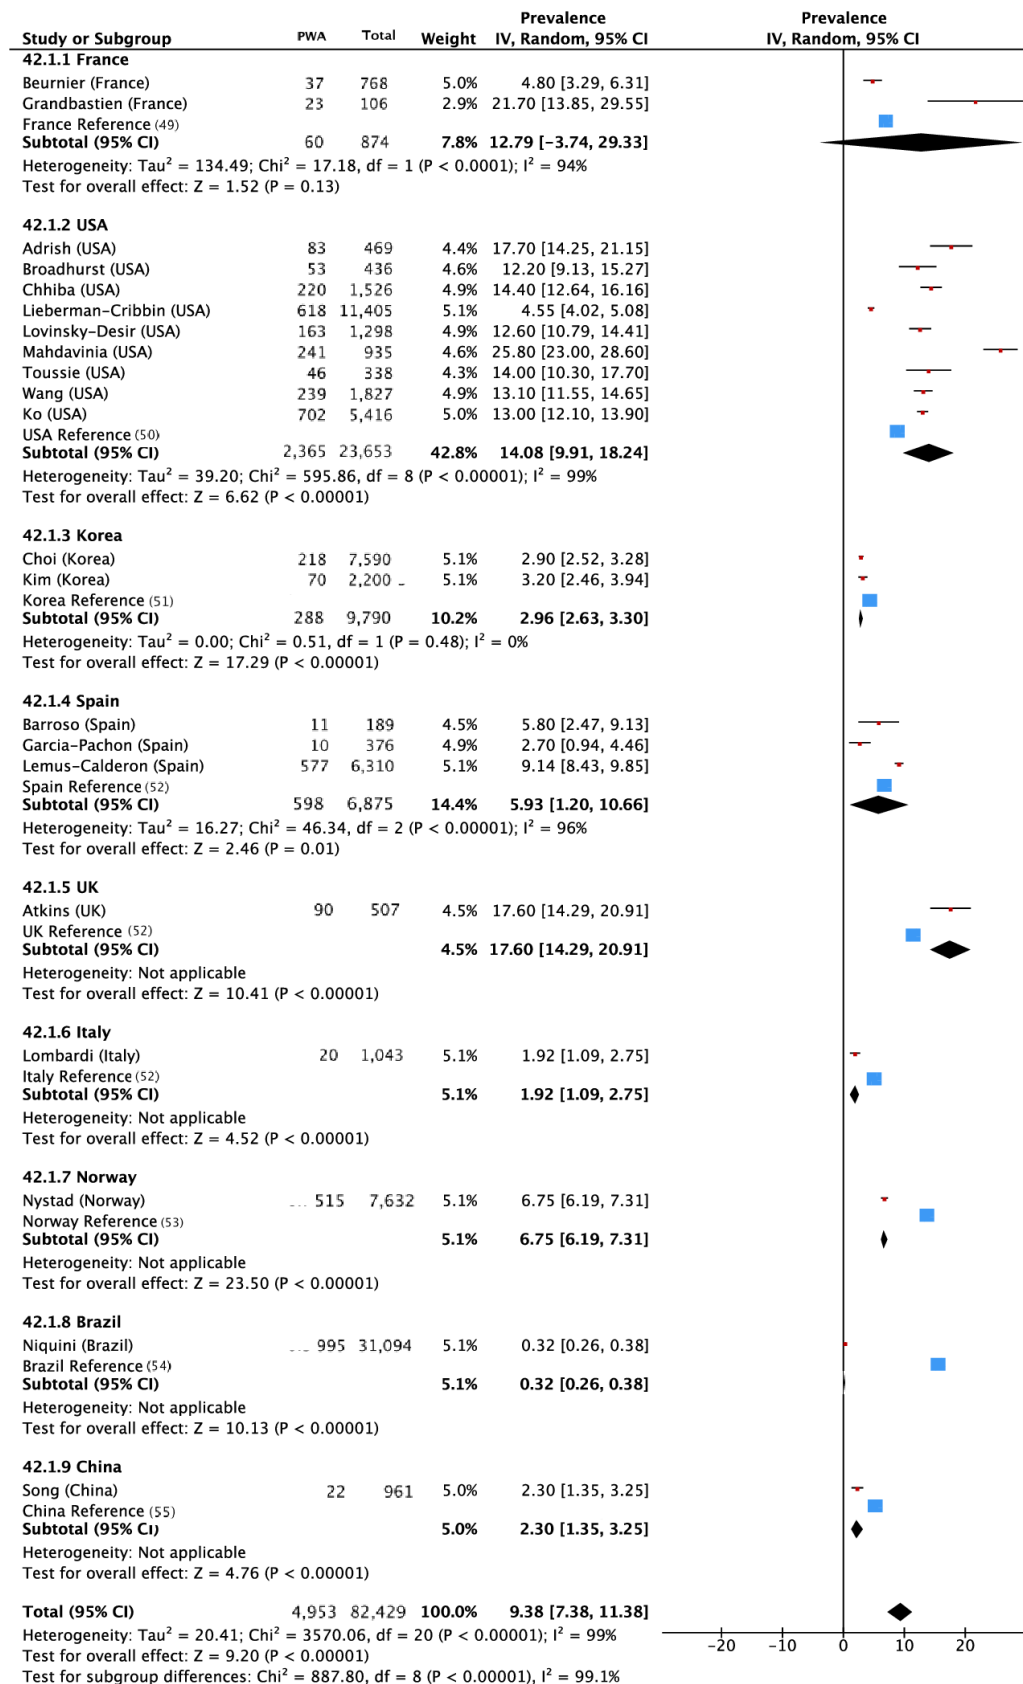 Prevalence Prevalence
Study or Subgroup PWA Total Weight IV, Random, 95% CI IV, Random, 95% CI
42.1.1 France
Beurnier (France) 37 768 5.0% 4.80 [3.29, 6.31]
Grandbastien (France) 23 106 2.9% 21.70 [13.85, 29.55]
France Reference (49)
Subtotal (95% CI) 60 874 7.8% 12.79 [-3.74, 29.33]
Heterogeneity: Tau² = 134.49; Chi² = 17.18, df = 1 (P < 0.0001); I² = 94%
Test for overall effect: Z = 1.52 (P = 0.13)
42.1.2 USA
Adrish (USA) 83 469 4.4% 17.70 [14.25, 21.15]
Broadhurst (USA) 53 436 4.6% 12.20 [9.13, 15.27]
Chhiba (USA) 220 1,526 4.9% 14.40 [12.64, 16.16]
Lieberman-Cribbin (USA) 618 11,405 5.1% 4.55 [4.02, 5.08]
Lovinsky-Desir (USA) 163 1,298 4.9% 12.60 [10.79, 14.41]
Mahdavinia (USA) 241 935 4.6% 25.80 [23.00, 28.60]
Toussie (USA) 46 338 4.3% 14.00 [10.30, 17.70]
Wang (USA) 239 1,827 4.9% 13.10 [11.55, 14.65]
Ko (USA) 702 5,416 5.0% 13.00 [12.10, 13.90]
USA Reference (50)
Subtotal (95% CI) 2,365 23,653 42.8% 14.08 [9.91, 18.24]
Heterogeneity: Tau² = 39.20; Chi² = 595.86, df = 8 (P < 0.00001); I² = 99%
Test for overall effect: Z = 6.62 (P < 0.00001)
42.1.3 Korea
Choi (Korea) 218 7,590 5.1% 2.90 [2.52, 3.28]
Kim (Korea) 70 2,200 5.1% 3.20 [2.46, 3.94]
Korea Reference (51)
Subtotal (95% CI) 288 9,790 10.2% 2.96 [2.63, 3.30]
Heterogeneity: Tau² = 0.00; Chi² = 0.51, df = 1 (P = 0.48); I² = 0%
Test for overall effect: Z = 17.29 (P < 0.00001)
42.1.4 Spain
Barroso (Spain) 11 189 4.5% 5.80 [2.47, 9.13]
Garcia-Pachon (Spain) 10 376 4.9% 2.70 [0.94, 4.46]
Lemus-Calderon (Spain) 577 6,310 5.1% 9.14 [8.43, 9.85]
Spain Reference (52)
Subtotal (95% CI) 598 6,875 14.4% 5.93 [1.20, 10.66]
Heterogeneity: Tau² = 16.27; Chi² = 46.34, df = 2 (P < 0.00001); I² = 96%
Test for overall effect: Z = 2.46 (P = 0.01)
42.1.5 UK
Atkins (UK) 90 507 4.5% 17.60 [14.29, 20.91]
UK Reference (52)
Subtotal (95% CI) 4.5% 17.60 [14.29, 20.91]
Heterogeneity: Not applicable
Test for overall effect: Z = 10.41 (P < 0.00001)
42.1.6 Italy
Lombardi (Italy) 20 1,043 5.1% 1.92 [1.09, 2.75]
Italy Reference (52)
Subtotal (95% CI) 5.1% 1.92 [1.09, 2.75]
Heterogeneity: Not applicable
Test for overall effect: Z = 4.52 (P < 0.00001)
42.1.7 Norway
Nystad (Norway) 515 7,632 5.1% 6.75 [6.19, 7.31]
Norway Reference (53)
Subtotal (95% CI) 5.1% 6.75 [6.19, 7.31]
Heterogeneity: Not applicable
Test for overall effect: Z = 23.50 (P < 0.00001)
42.1.8 Brazil
Niquini (Brazil) 995 31,094 5.1% 0.32 [0.26, 0.38]
Brazil Reference (54)
Subtotal (95% CI) 5.1% 0.32 [0.26, 0.38]
Heterogeneity: Not applicable
Test for overall effect: Z = 10.13 (P < 0.00001)
42.1.9 China
Song (China) 22 961 5.0% 2.30 [1.35, 3.25]
China Reference (55)
Subtotal (95% CI) 5.0% 2.30 [1.35, 3.25]
Heterogeneity: Not applicable
Test for overall effect: Z = 4.76 (P < 0.00001)
Total (95% CI) 4,953 82,429 100.0% 9.38 [7.38, 11.38]
Heterogeneity: Tau² = 20.41; Chi² = 3570.06, df = 20 (P < 0.00001); I² = 99%
Test for overall effect: Z = 9.20 (P < 0.00001)
Test for subgroup differences: Chi² = 887.80, df = 8 (P < 0.00001), I² = 99.1%
-20 -10 0 10 20